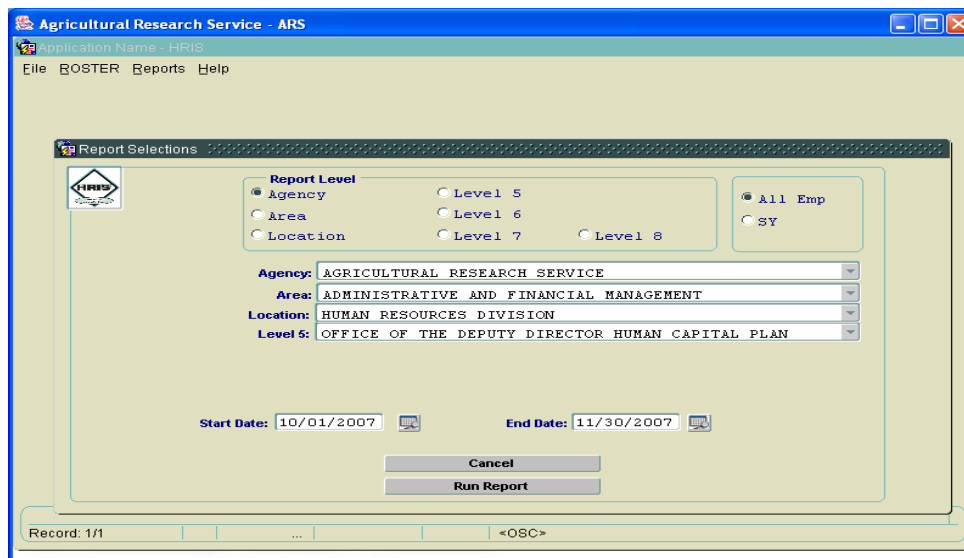 Agricultural Research Service - ARS
Application Name - HRIS
File ROSTER Reports Help
Report Selections
HRIS
Report Level
Agency Level 5
Area Level 6
Location Level 7 Level 8
All Emp
SY
Agency: AGRICULTURAL RESEARCH SERVICE
Area: ADMINISTRATIVE AND FINANCIAL MANAGEMENT
Location: HUMAN RESOURCES DIVISION
Level 5: OFFICE OF THE DEPUTY DIRECTOR HUMAN CAPITAL PLAN
Start Date: 10/01/2007 End Date: 11/30/2007
Cancel
Run Report
Record: 1/1 ... <OSC>